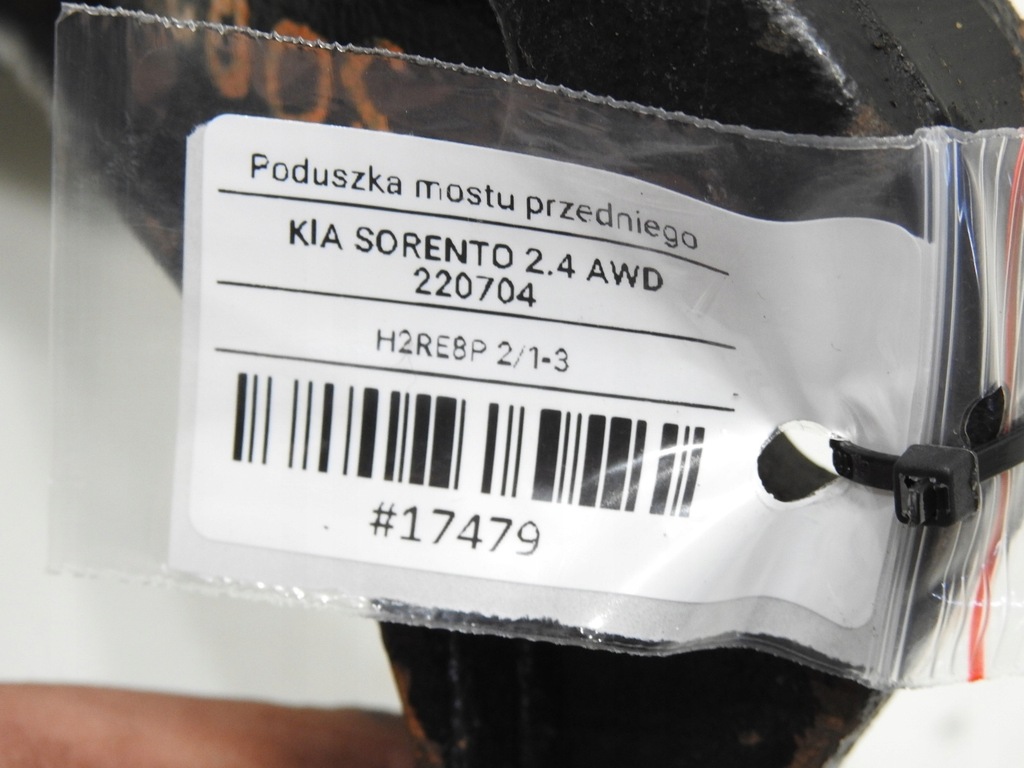 Poduszka mostu przedniego
KIA SORENTO 2.4 AWD
220704
H2RE8P 2/1-3
#17479